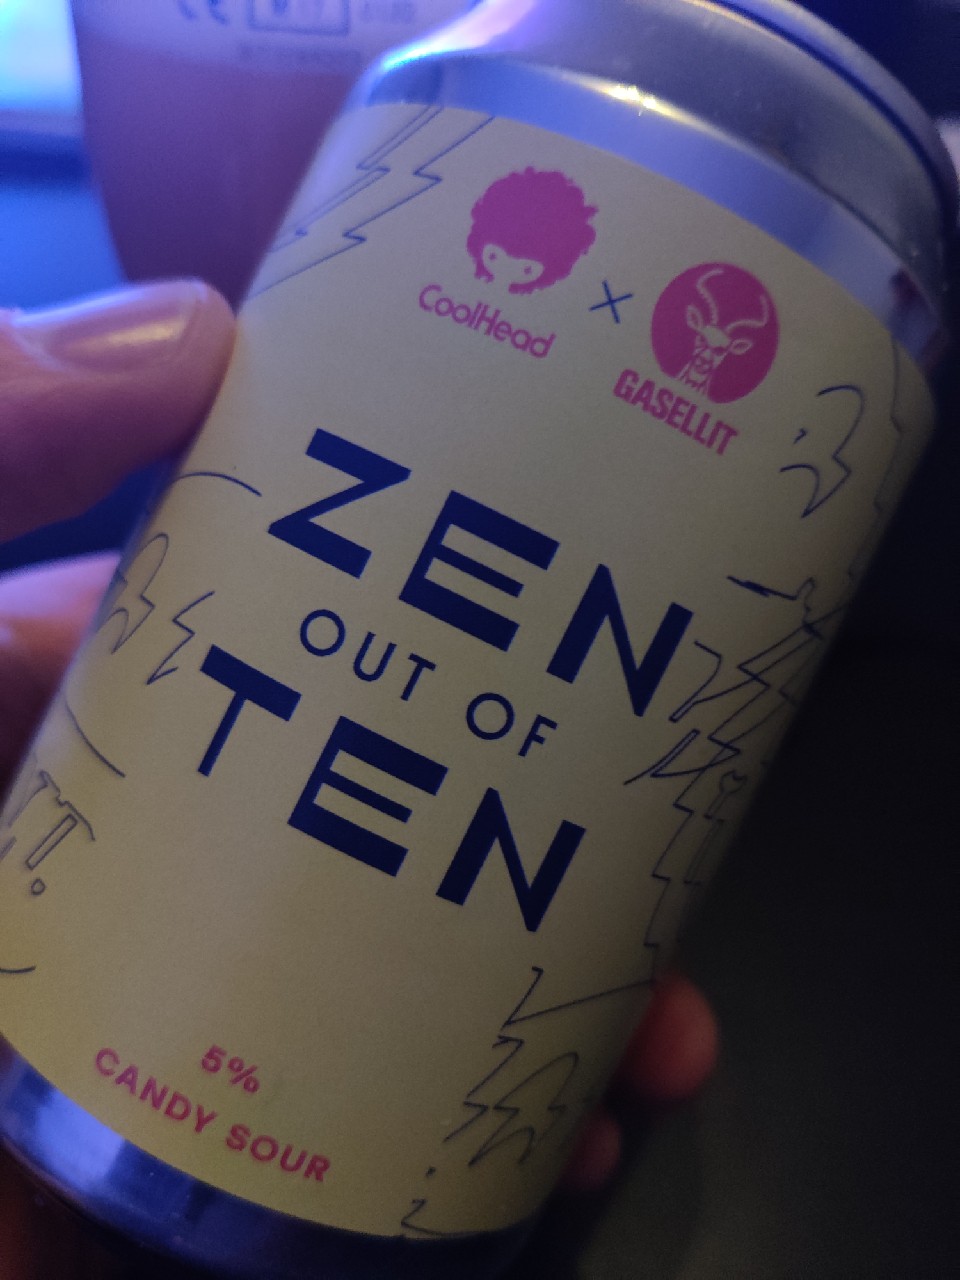 CoolHead
x
GASELLIT
ZEN
OUT OF
TEN
5%
CANDY SOUR